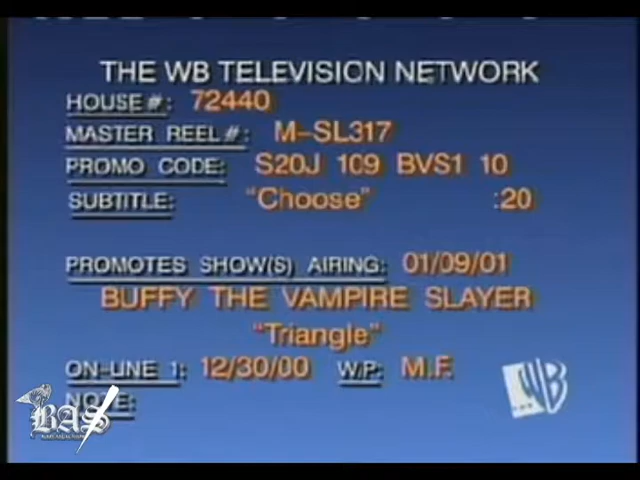 THE WB TELEVISION NETWORK
HOUSE #: 72440
MASTER REEL #: M-SL317
PROMO CODE: S20J 109 BVS1 10
SUBTITLE: "Choose" :20
PROMOTES SHOW(S) AIRING: 01/09/01
BUFFY THE VAMPIRE SLAYER
"Triangle"
ON-LINE 1: 12/30/00 W.P: M.F.
NOTE:
BAS
WB